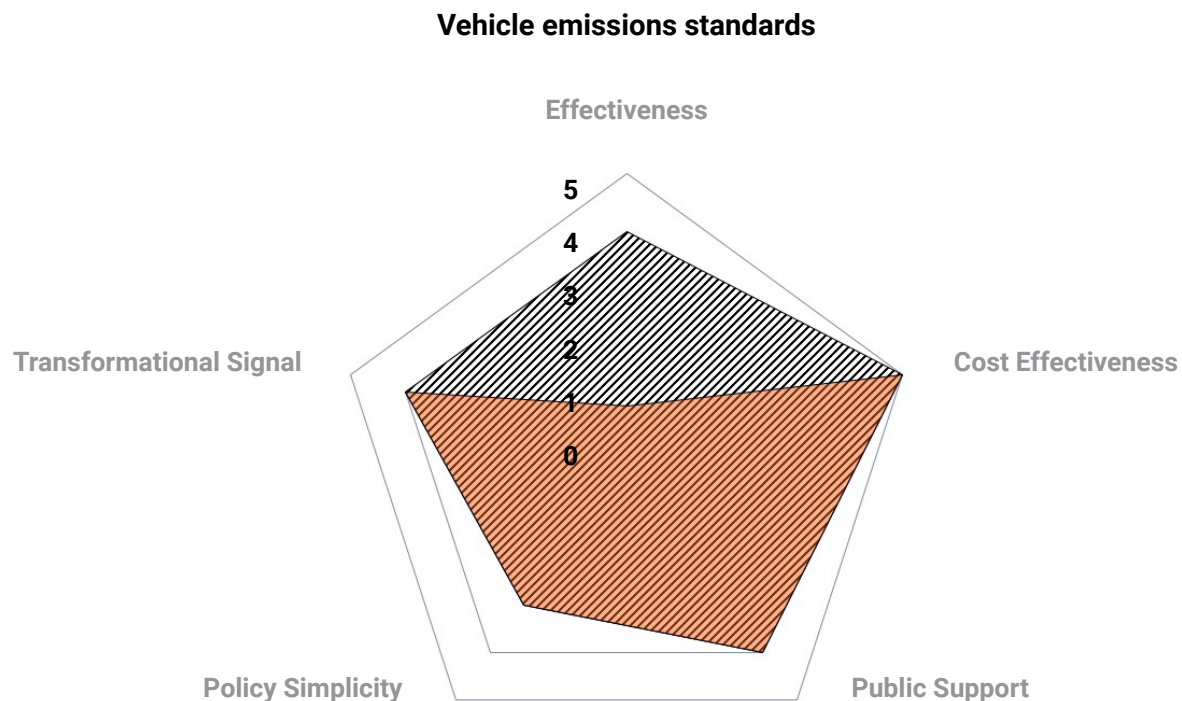 Vehicle emissions standards
Effectiveness
5
4
3
2
1
0
Transformational Signal
Cost Effectiveness
Policy Simplicity
Public Support